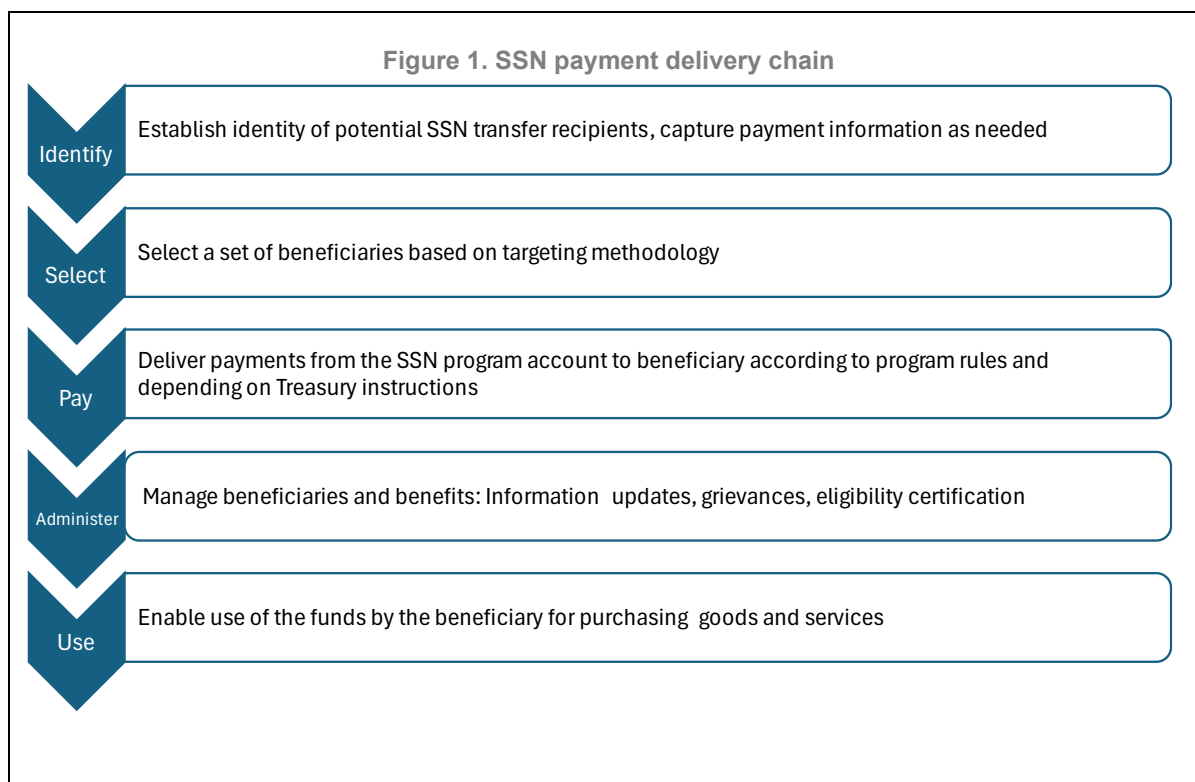 Figure 1. SSN payment delivery chain
Identify
Establish identity of potential SSN transfer recipients, capture payment information as needed
Select
Select a set of beneficiaries based on targeting methodology
Pay
Deliver payments from the SSN program account to beneficiary according to program rules and
depending on Treasury instructions
Administer
Manage beneficiaries and benefits: Information updates, grievances, eligibility certification
Use
Enable use of the funds by the beneficiary for purchasing goods and services